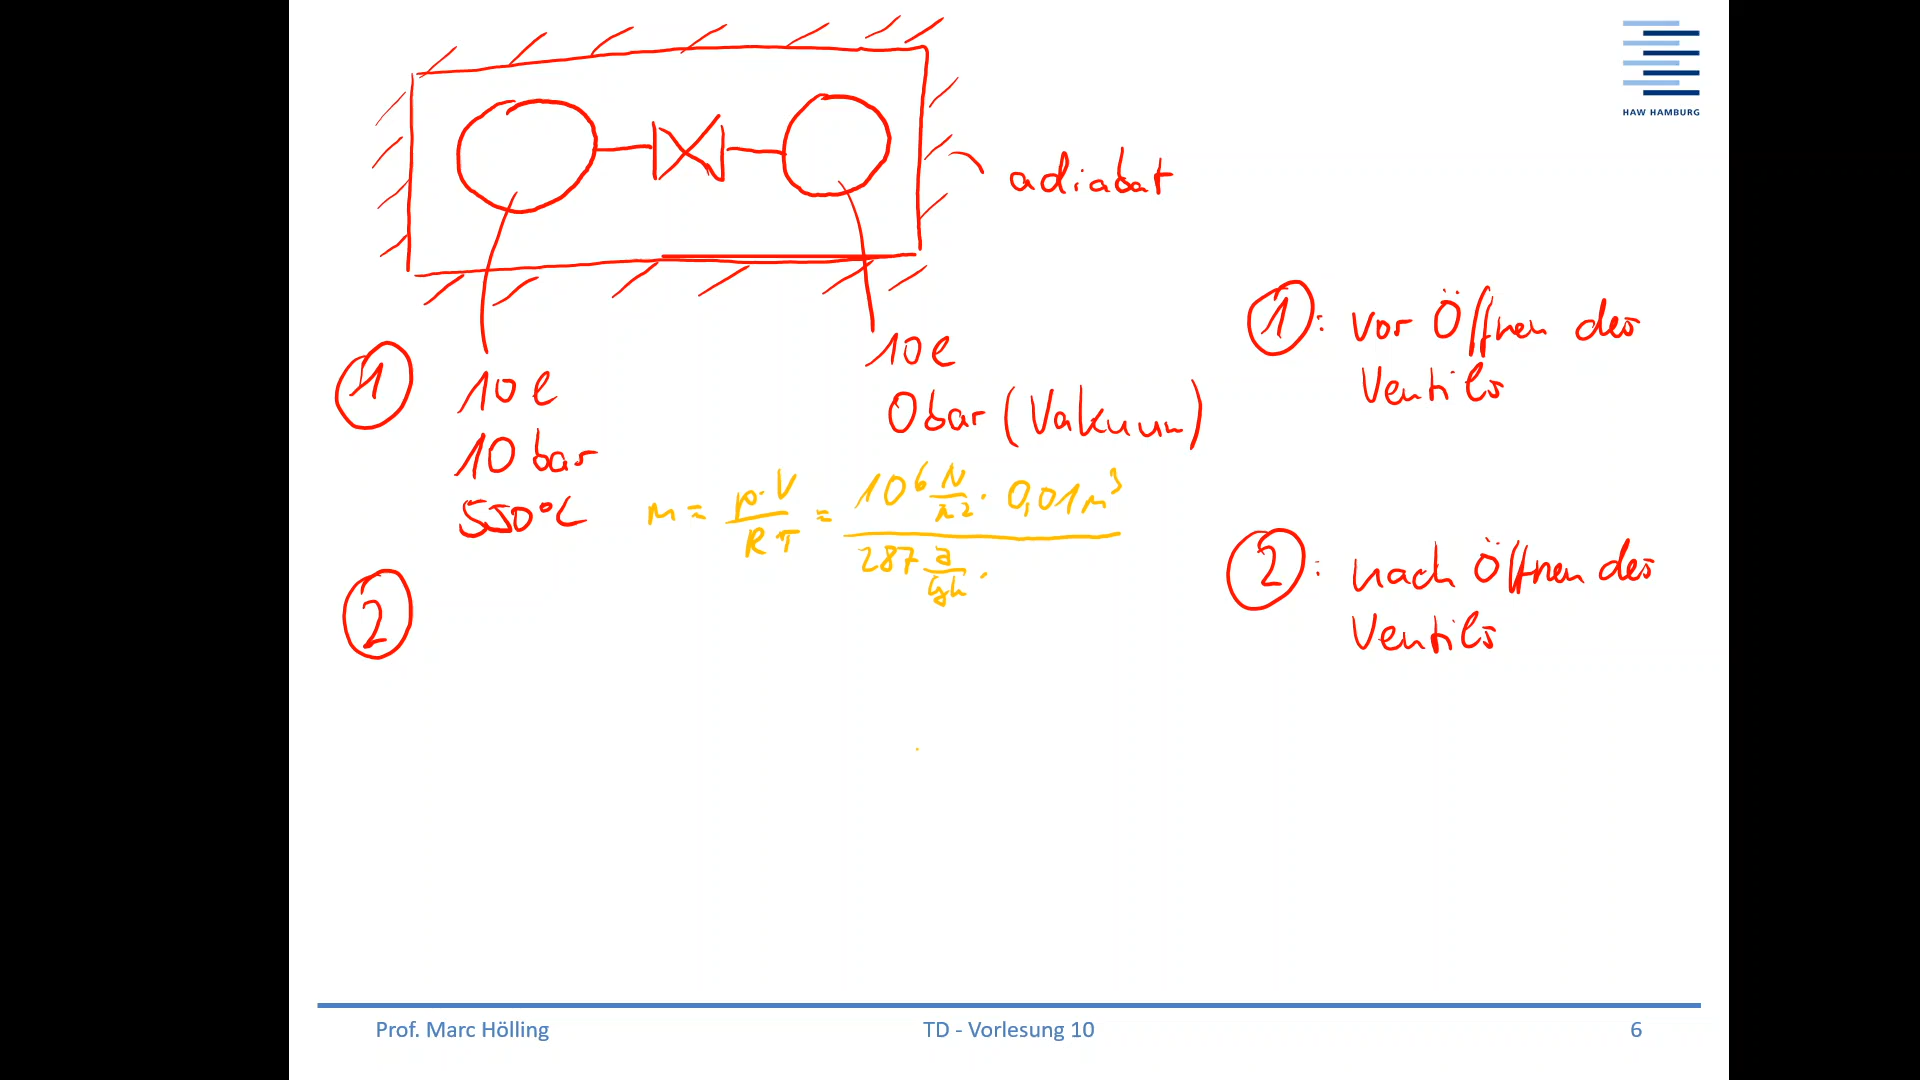 HAW HAMBURG
adiabat
①
10 l
10 bar
550°C
10 l
0 bar (Vakuum)
m = p·V / R T = 10⁶ N/m² · 0,01 m³ / 287 J/kgK ·
②
①: vor Öffnen des
Ventils
②: nach Öffnen des
Ventils
Prof. Marc Hölling
TD - Vorlesung 10
6